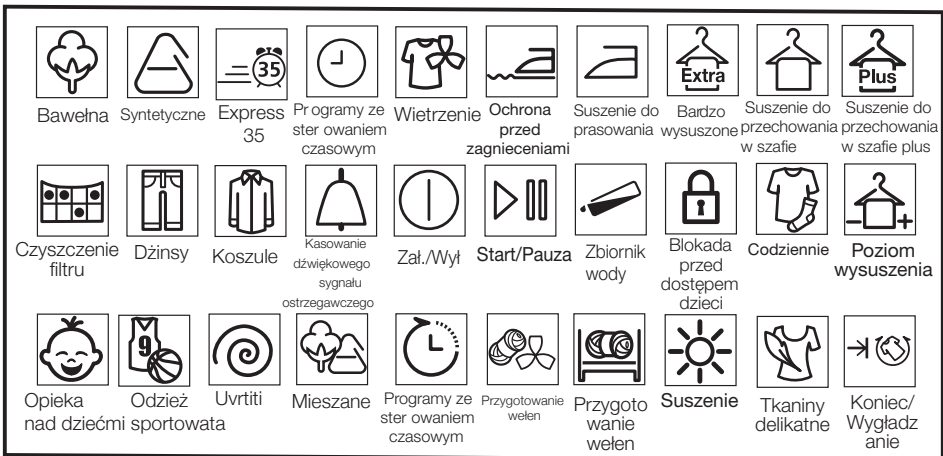 35
Extra
Plus
Bawełna
Syntetyczne
Express
35
Pr ogramy ze
ster owaniem
czasowym
Wietrzenie
Ochrona
przed
zagnieceniami
Suszenie do
prasowania
Bardzo
wysuszone
Suszenie do
przechowania
w szafie
Suszenie do
przechowania
w szafie plus
Czyszczenie
filtru
Dżinsy
Koszule
Kasowanie
dźwiękowego
sygnału
ostrzegawczego
Zał./Wył
Start/Pauza
Zbiornik
wody
Blokada
przed
dostępem
dzieci
Codziennie
Poziom
wysuszenia
9
Opieka
nad dziećmi
Odzież
sportowata
Uvrtiti
Mieszane
Programy ze
ster owaniem
czasowym
Przygotowanie
wełen
Przygoto
wanie
wełen
Suszenie
Tkaniny
delikatne
Koniec/
Wygładz
anie